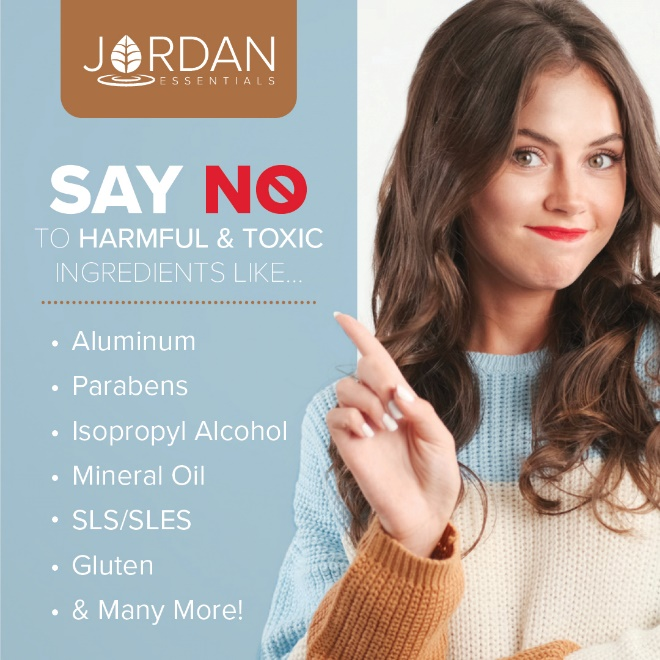 JORDAN
ESSENTIALS
SAY NO
TO HARMFUL & TOXIC
INGREDIENTS LIKE...
• Aluminum
• Parabens
• Isopropyl Alcohol
• Mineral Oil
• SLS/SLES
• Gluten
• & Many More!